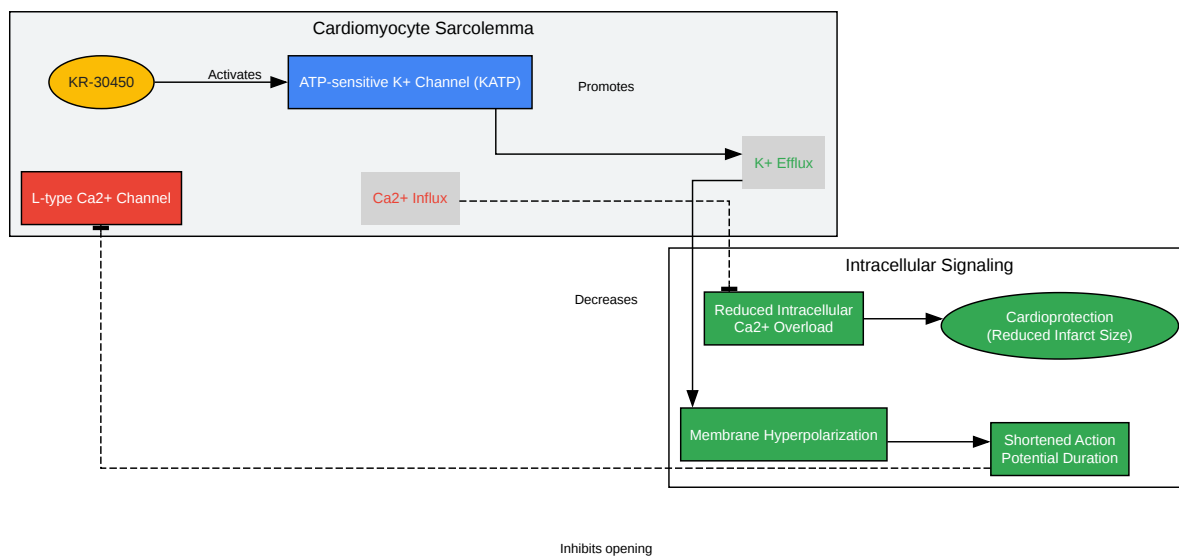 Cardiomyocyte Sarcolemma
KR-30450
Activates
ATP-sensitive K+ Channel (KATP)
Promotes
K+ Efflux
L-type Ca2+ Channel
Ca2+ Influx
Intracellular Signaling
Decreases
Reduced Intracellular
Ca2+ Overload
Cardioprotection
(Reduced Infarct Size)
Membrane Hyperpolarization
Shortened Action
Potential Duration
Inhibits opening